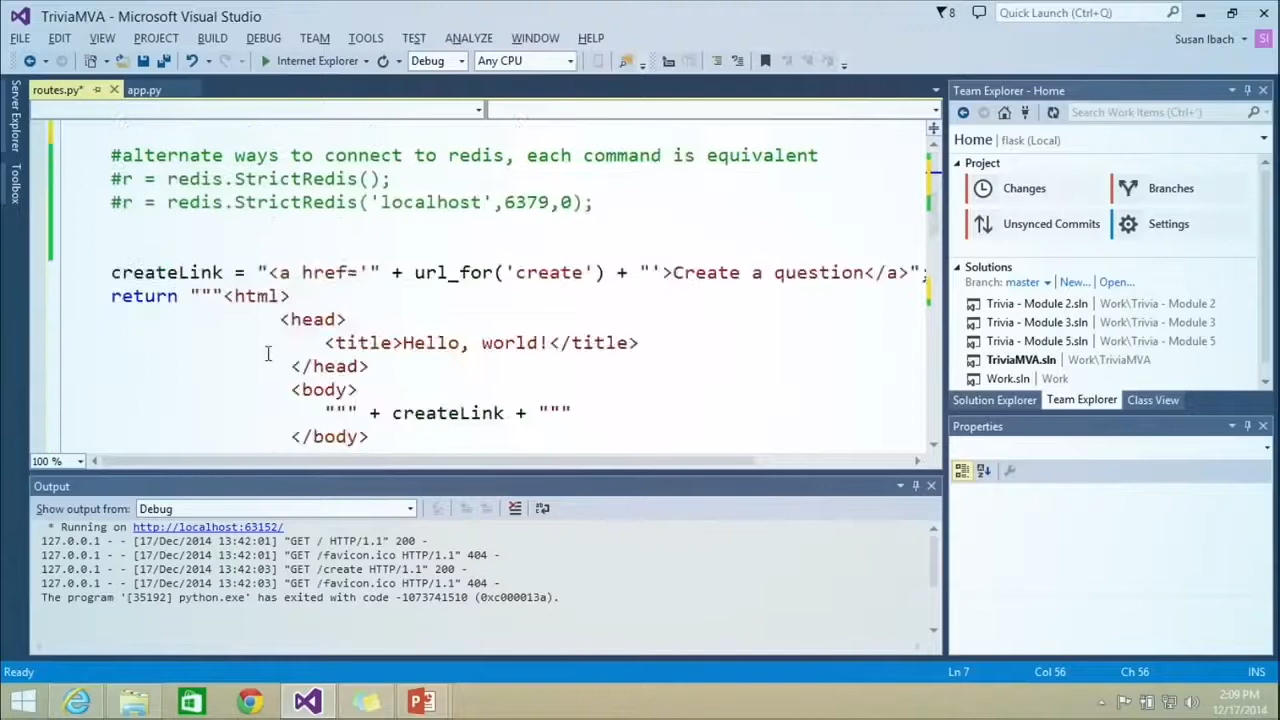 TriviaMVA - Microsoft Visual Studio
8
Quick Launch (Ctrl+Q)
FILE EDIT VIEW PROJECT BUILD DEBUG TEAM TOOLS TEST ANALYZE WINDOW HELP
Susan Ibach
SI
Internet Explorer
Debug
Any CPU
routes.py*
app.py
Server Explorer
Toolbox
#alternate ways to connect to redis, each command is equivalent
#r = redis.StrictRedis();
#r = redis.StrictRedis('localhost',6379,0);
createLink = "<a href='" + url_for('create') + "'>Create a question</a>";
return """<html>
<head>
<title>Hello, world!</title>
</head>
<body>
""" + createLink + """
</body>
100 %
Output
Show output from: Debug
* Running on http://localhost:63152/
127.0.0.1 - - [17/Dec/2014 13:42:01] "GET / HTTP/1.1" 200 -
127.0.0.1 - - [17/Dec/2014 13:42:01] "GET /favicon.ico HTTP/1.1" 404 -
127.0.0.1 - - [17/Dec/2014 13:42:03] "GET /create HTTP/1.1" 200 -
127.0.0.1 - - [17/Dec/2014 13:42:03] "GET /favicon.ico HTTP/1.1" 404 -
The program '[35192] python.exe' has exited with code -1073741510 (0xc000013a).
Team Explorer - Home
Search Work Items (Ctrl+')
Home | flask (Local)
Project
Changes
Branches
Unsynced Commits
Settings
Solutions
Branch: master New... Open...
Trivia - Module 2.sln Work\Trivia - Module 2
Trivia - Module 3.sln Work\Trivia - Module 3
Trivia - Module 5.sln Work\Trivia - Module 5
TriviaMVA.sln Work\TriviaMVA
Work.sln Work
Solution Explorer Team Explorer Class View
Properties
Ready
Ln 7
Col 56
Ch 56
INS
2:09 PM
12/17/2014